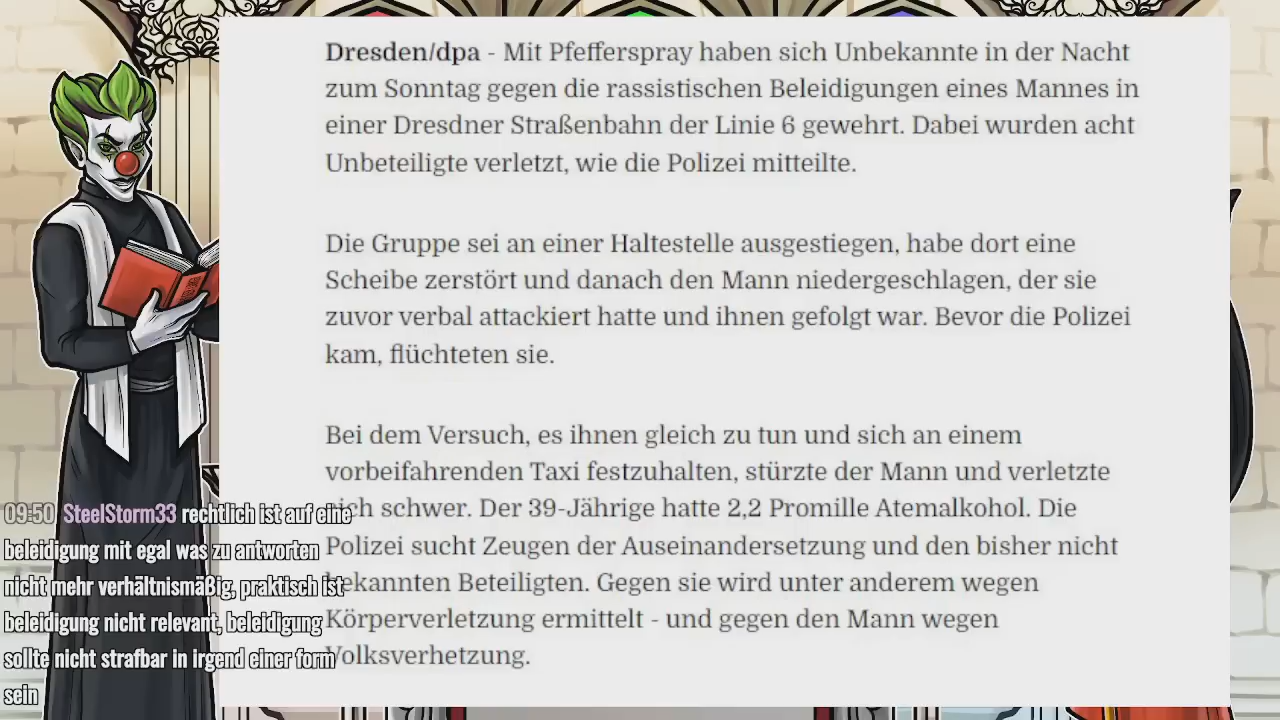 Dresden/dpa - Mit Pfefferspray haben sich Unbekannte in der Nacht
zum Sonntag gegen die rassistischen Beleidigungen eines Mannes in
einer Dresdner Straßenbahn der Linie 6 gewehrt. Dabei wurden acht
Unbeteiligte verletzt, wie die Polizei mitteilte.
Die Gruppe sei an einer Haltestelle ausgestiegen, habe dort eine
Scheibe zerstört und danach den Mann niedergeschlagen, der sie
zuvor verbal attackiert hatte und ihnen gefolgt war. Bevor die Polizei
kam, flüchteten sie.
Bei dem Versuch, es ihnen gleich zu tun und sich an einem
vorbeifahrenden Taxi festzuhalten, stürzte der Mann und verletzte
sich schwer. Der 39-Jährige hatte 2,2 Promille Atemalkohol. Die
Polizei sucht Zeugen der Auseinandersetzung und den bisher nicht
bekannten Beteiligten. Gegen sie wird unter anderem wegen
Körperverletzung ermittelt - und gegen den Mann wegen
Volksverhetzung.
09:50 SteelStorm33 rechtlich ist auf eine
beleidigung mit egal was zu antworten
nicht mehr verhältnismäßig, praktisch ist
beleidigung nicht relevant, beleidigung
sollte nicht strafbar in irgend einer form
sein